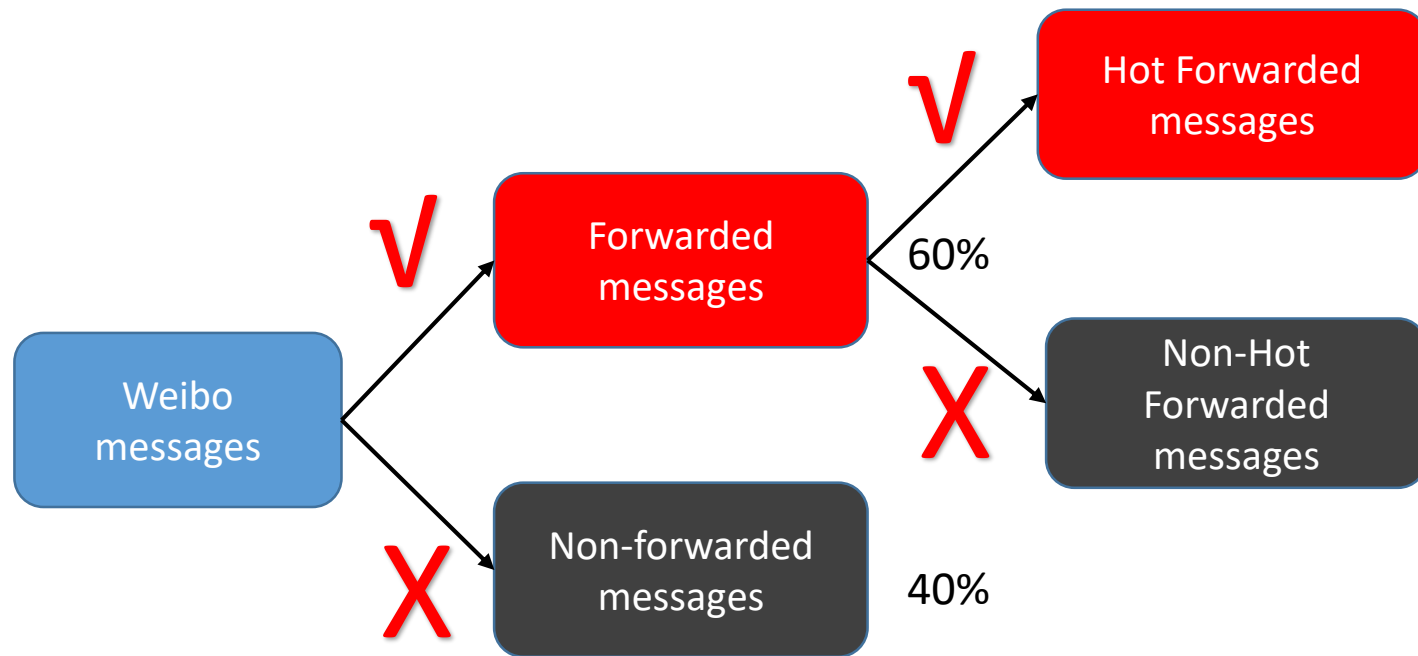 Weibo
messages
√
Forwarded
messages
60%
X
Non-forwarded
messages
40%
√
Hot Forwarded
messages
X
Non-Hot
Forwarded
messages